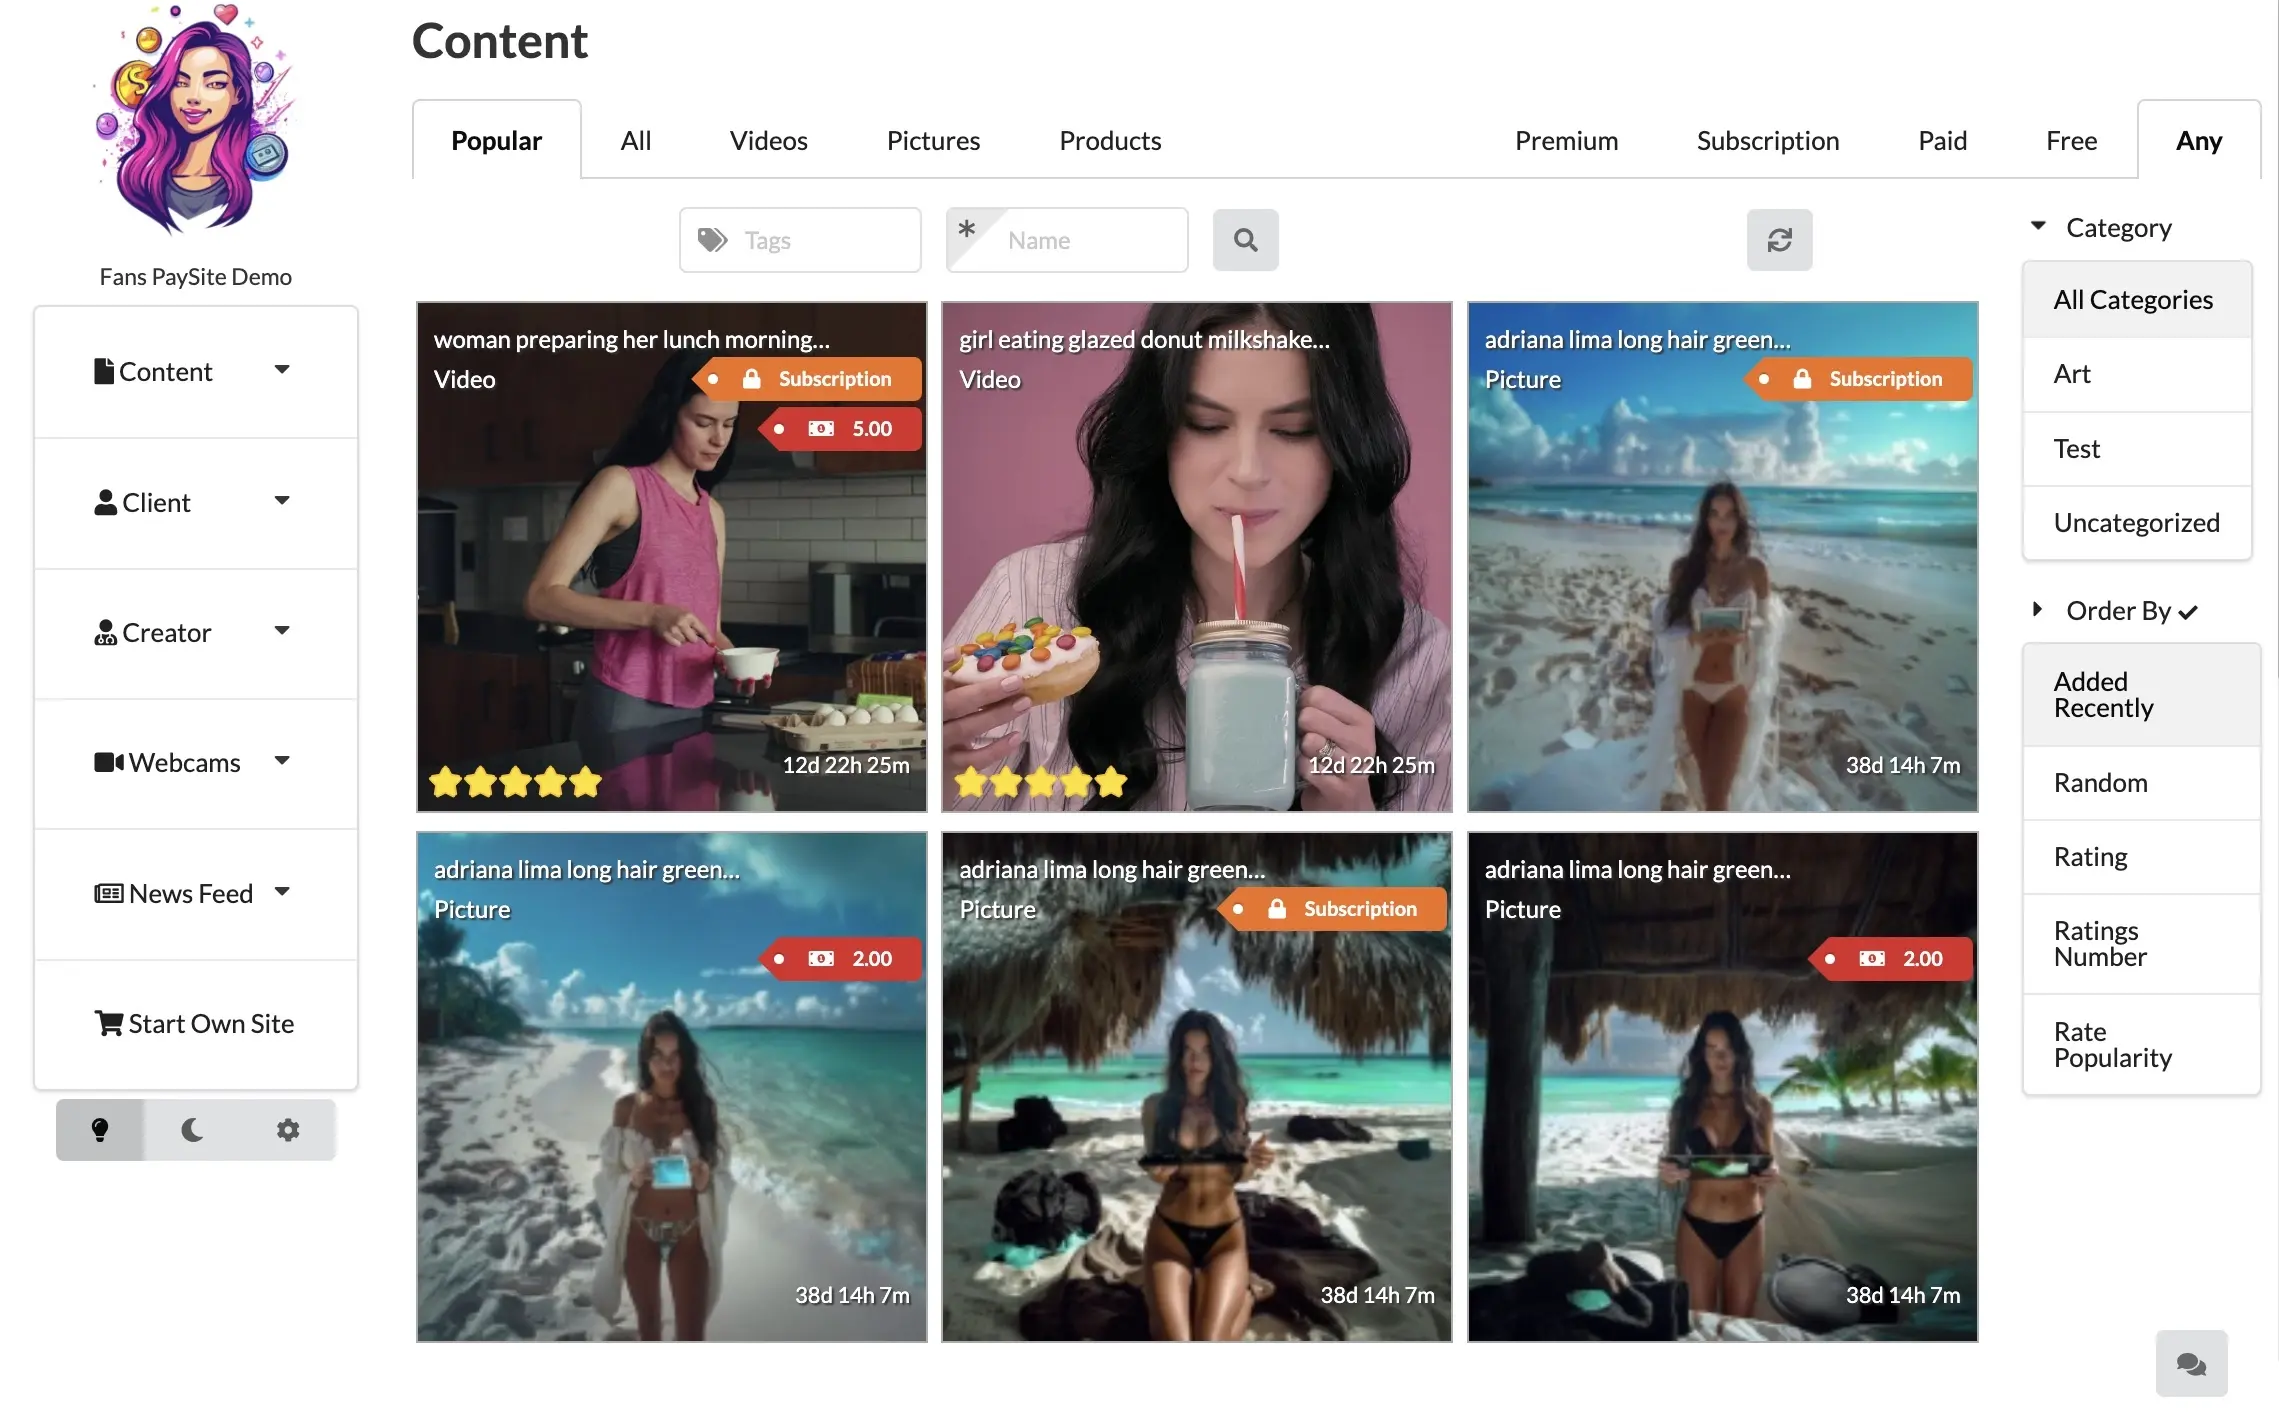 Content
Popular
All
Videos
Pictures
Products
Premium
Subscription
Paid
Free
Any
Tags
* Name
Fans PaySite Demo
Content
Client
Creator
Webcams
News Feed
Start Own Site
woman preparing her lunch morning...
Video
Subscription
5.00
12d 22h 25m
girl eating glazed donut milkshake...
Video
12d 22h 25m
adriana lima long hair green...
Picture
Subscription
38d 14h 7m
adriana lima long hair green...
Picture
2.00
38d 14h 7m
adriana lima long hair green...
Picture
Subscription
38d 14h 7m
adriana lima long hair green...
Picture
2.00
38d 14h 7m
Category
All Categories
Art
Test
Uncategorized
Order By
Added
Recently
Random
Rating
Ratings
Number
Rate
Popularity